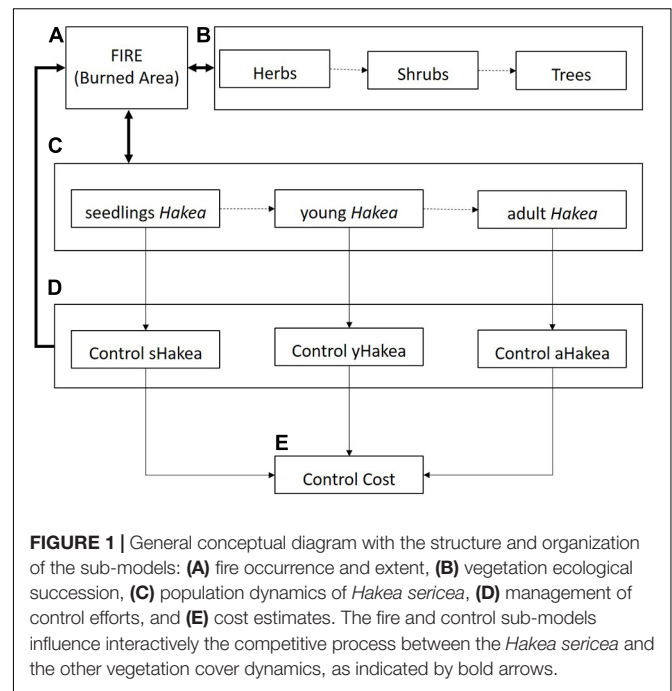 A
FIRE
(Burned Area)
B
Herbs
Shrubs
Trees
C
seedlings Hakea
young Hakea
adult Hakea
D
Control sHakea
Control yHakea
Control aHakea
E
Control Cost
FIGURE 1 | General conceptual diagram with the structure and organization
of the sub-models: (A) fire occurrence and extent, (B) vegetation ecological
succession, (C) population dynamics of Hakea sericea, (D) management of
control efforts, and (E) cost estimates. The fire and control sub-models
influence interactively the competitive process between the Hakea sericea and
the other vegetation cover dynamics, as indicated by bold arrows.